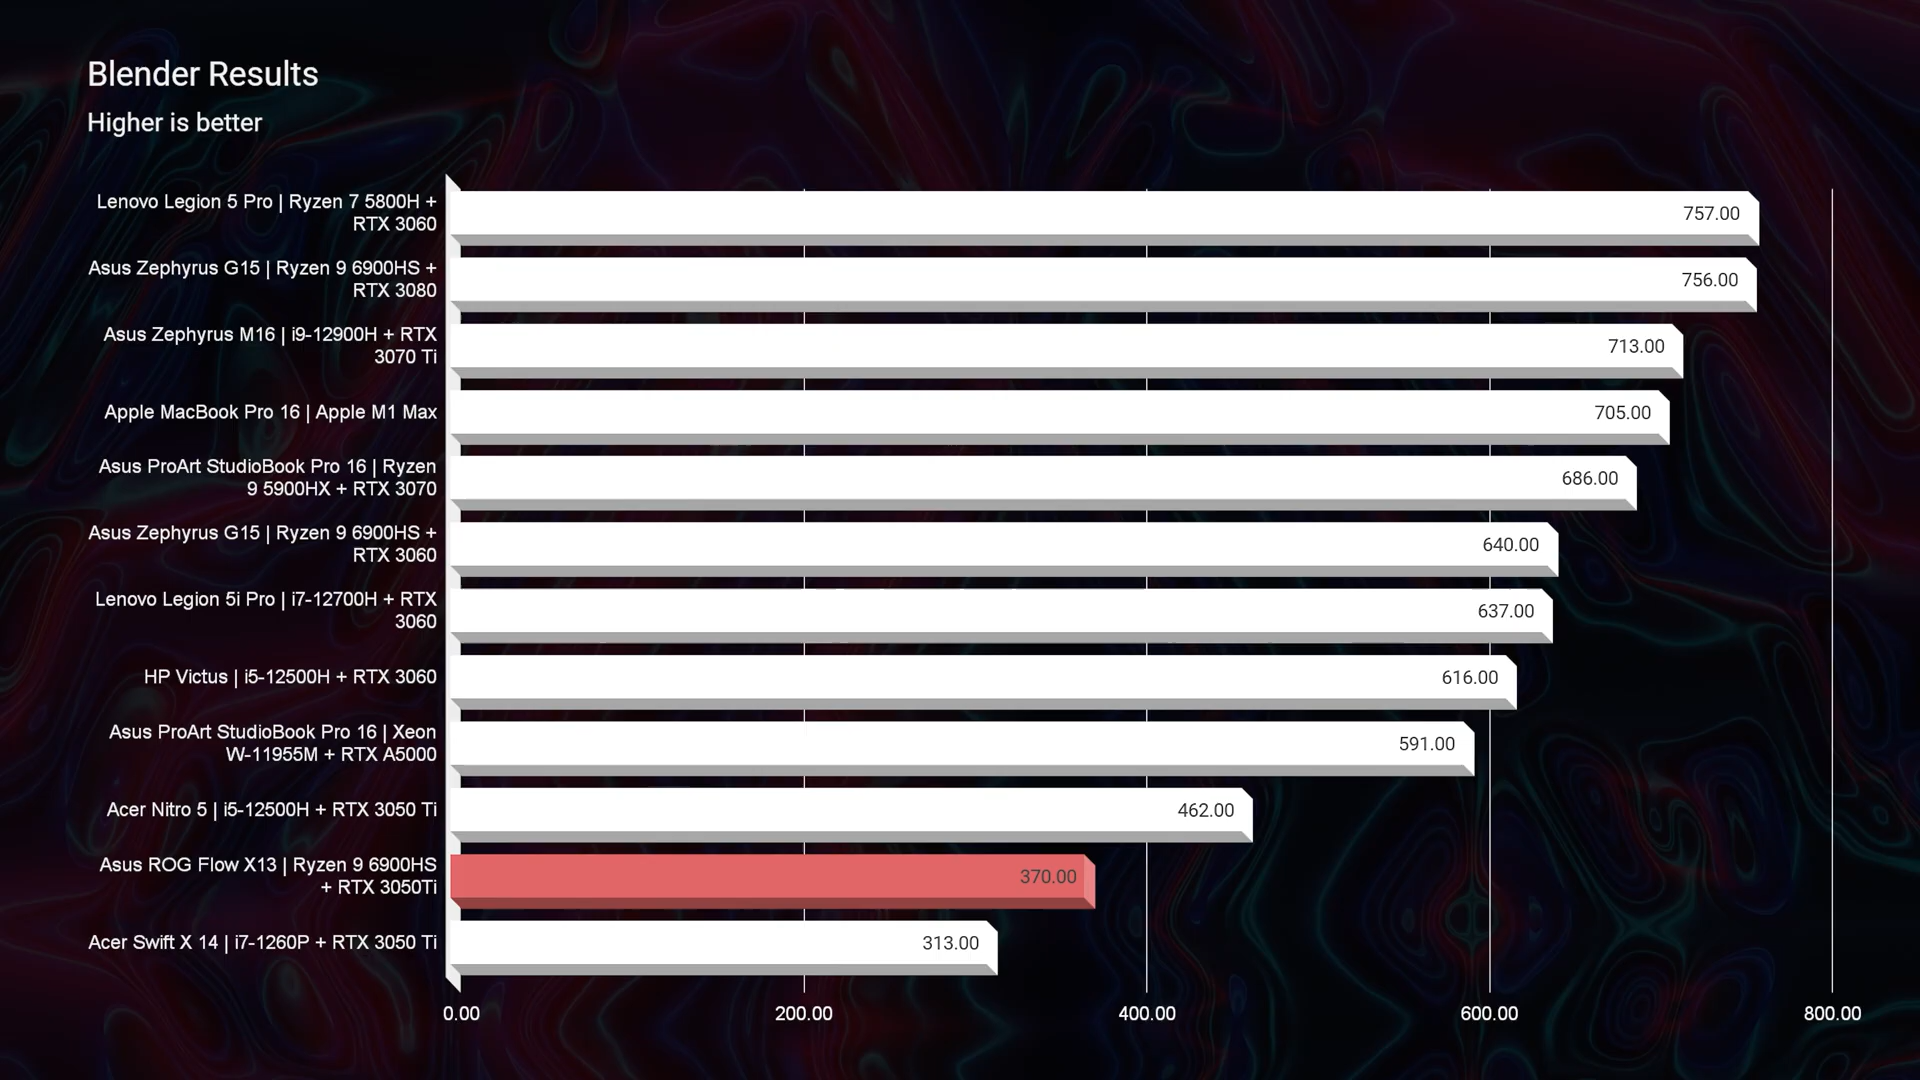 Blender Results
Higher is better
Lenovo Legion 5 Pro | Ryzen 7 5800H +
RTX 3060
757.00
Asus Zephyrus G15 | Ryzen 9 6900HS +
RTX 3080
756.00
Asus Zephyrus M16 | i9-12900H + RTX
3070 Ti
713.00
Apple MacBook Pro 16 | Apple M1 Max
705.00
Asus ProArt StudioBook Pro 16 | Ryzen
9 5900HX + RTX 3070
686.00
Asus Zephyrus G15 | Ryzen 9 6900HS +
RTX 3060
640.00
Lenovo Legion 5i Pro | i7-12700H + RTX
3060
637.00
HP Victus | i5-12500H + RTX 3060
616.00
Asus ProArt StudioBook Pro 16 | Xeon
W-11955M + RTX A5000
591.00
Acer Nitro 5 | i5-12500H + RTX 3050 Ti
462.00
Asus ROG Flow X13 | Ryzen 9 6900HS
+ RTX 3050Ti
370.00
Acer Swift X 14 | i7-1260P + RTX 3050 Ti
313.00
0.00
200.00
400.00
600.00
800.00